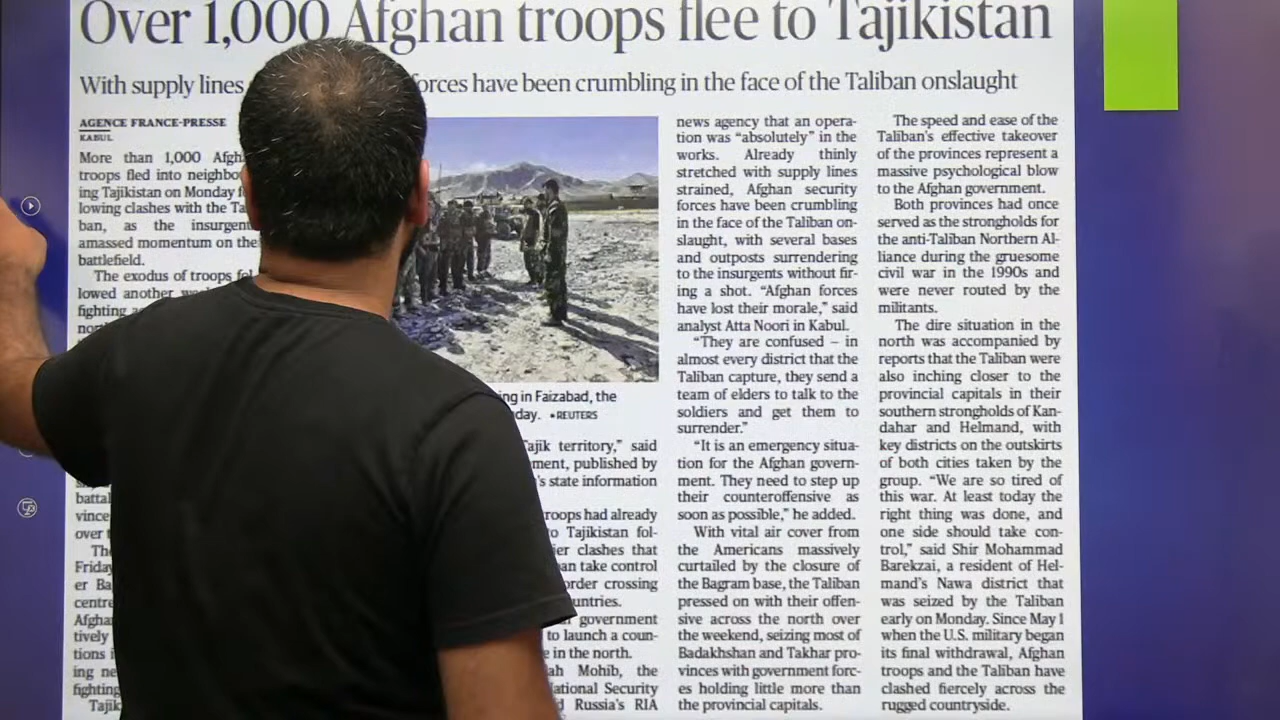 Over 1,000 Afghan troops flee to Tajikistan
With supply lines
forces have been crumbling in the face of the Taliban onslaught
AGENCE FRANCE-PRESSE
KABUL
More than 1,000
troops fled into
ing Tajikistan on Monday
lowing clashes with the
ban, as the
amassed momentum on the
battlefield.
The exodus of troops
lowed another
fighting
over
Friday
ing in Faizabad, the
day. • REUTERS
Tajik territory," said
ment, published by
's state information
roops had already
o Tajikistan fol-
ier clashes that
an take control
order crossing
untries.
government
to launch a coun-
e in the north.
ah Mohib, the
National Security
Russia's RIA
news agency that an opera-
tion was "absolutely" in the
works. Already thinly
stretched with supply lines
strained, Afghan security
forces have been crumbling
in the face of the Taliban on-
slaught, with several bases
and outposts surrendering
to the insurgents without fir-
ing a shot. "Afghan forces
have lost their morale," said
analyst Atta Noori in Kabul.
"They are confused – in
almost every district that the
Taliban capture, they send a
team of elders to talk to the
soldiers and get them to
surrender."
"It is an emergency situa-
tion for the Afghan govern-
ment. They need to step up
their counteroffensive as
soon as possible," he added.
With vital air cover from
the Americans massively
curtailed by the closure of
the Bagram base, the Taliban
pressed on with their offen-
sive across the north over
the weekend, seizing most of
Badakhshan and Takhar pro-
vinces with government forc-
es holding little more than
the provincial capitals.
The speed and ease of the
Taliban's effective takeover
of the provinces represent a
massive psychological blow
to the Afghan government.
Both provinces had once
served as the strongholds for
the anti-Taliban Northern Al-
liance during the gruesome
civil war in the 1990s and
were never routed by the
militants.
The dire situation in the
north was accompanied by
reports that the Taliban were
also inching closer to the
provincial capitals in their
southern strongholds of Kan-
dahar and Helmand, with
key districts on the outskirts
of both cities taken by the
group. "We are so tired of
this war. At least today the
right thing was done, and
one side should take con-
trol," said Shir Mohammad
Barekzai, a resident of Hel-
mand's Nawa district that
was seized by the Taliban
early on Monday. Since May 1
when the U.S. military began
its final withdrawal, Afghan
troops and the Taliban have
clashed fiercely across the
rugged countryside.